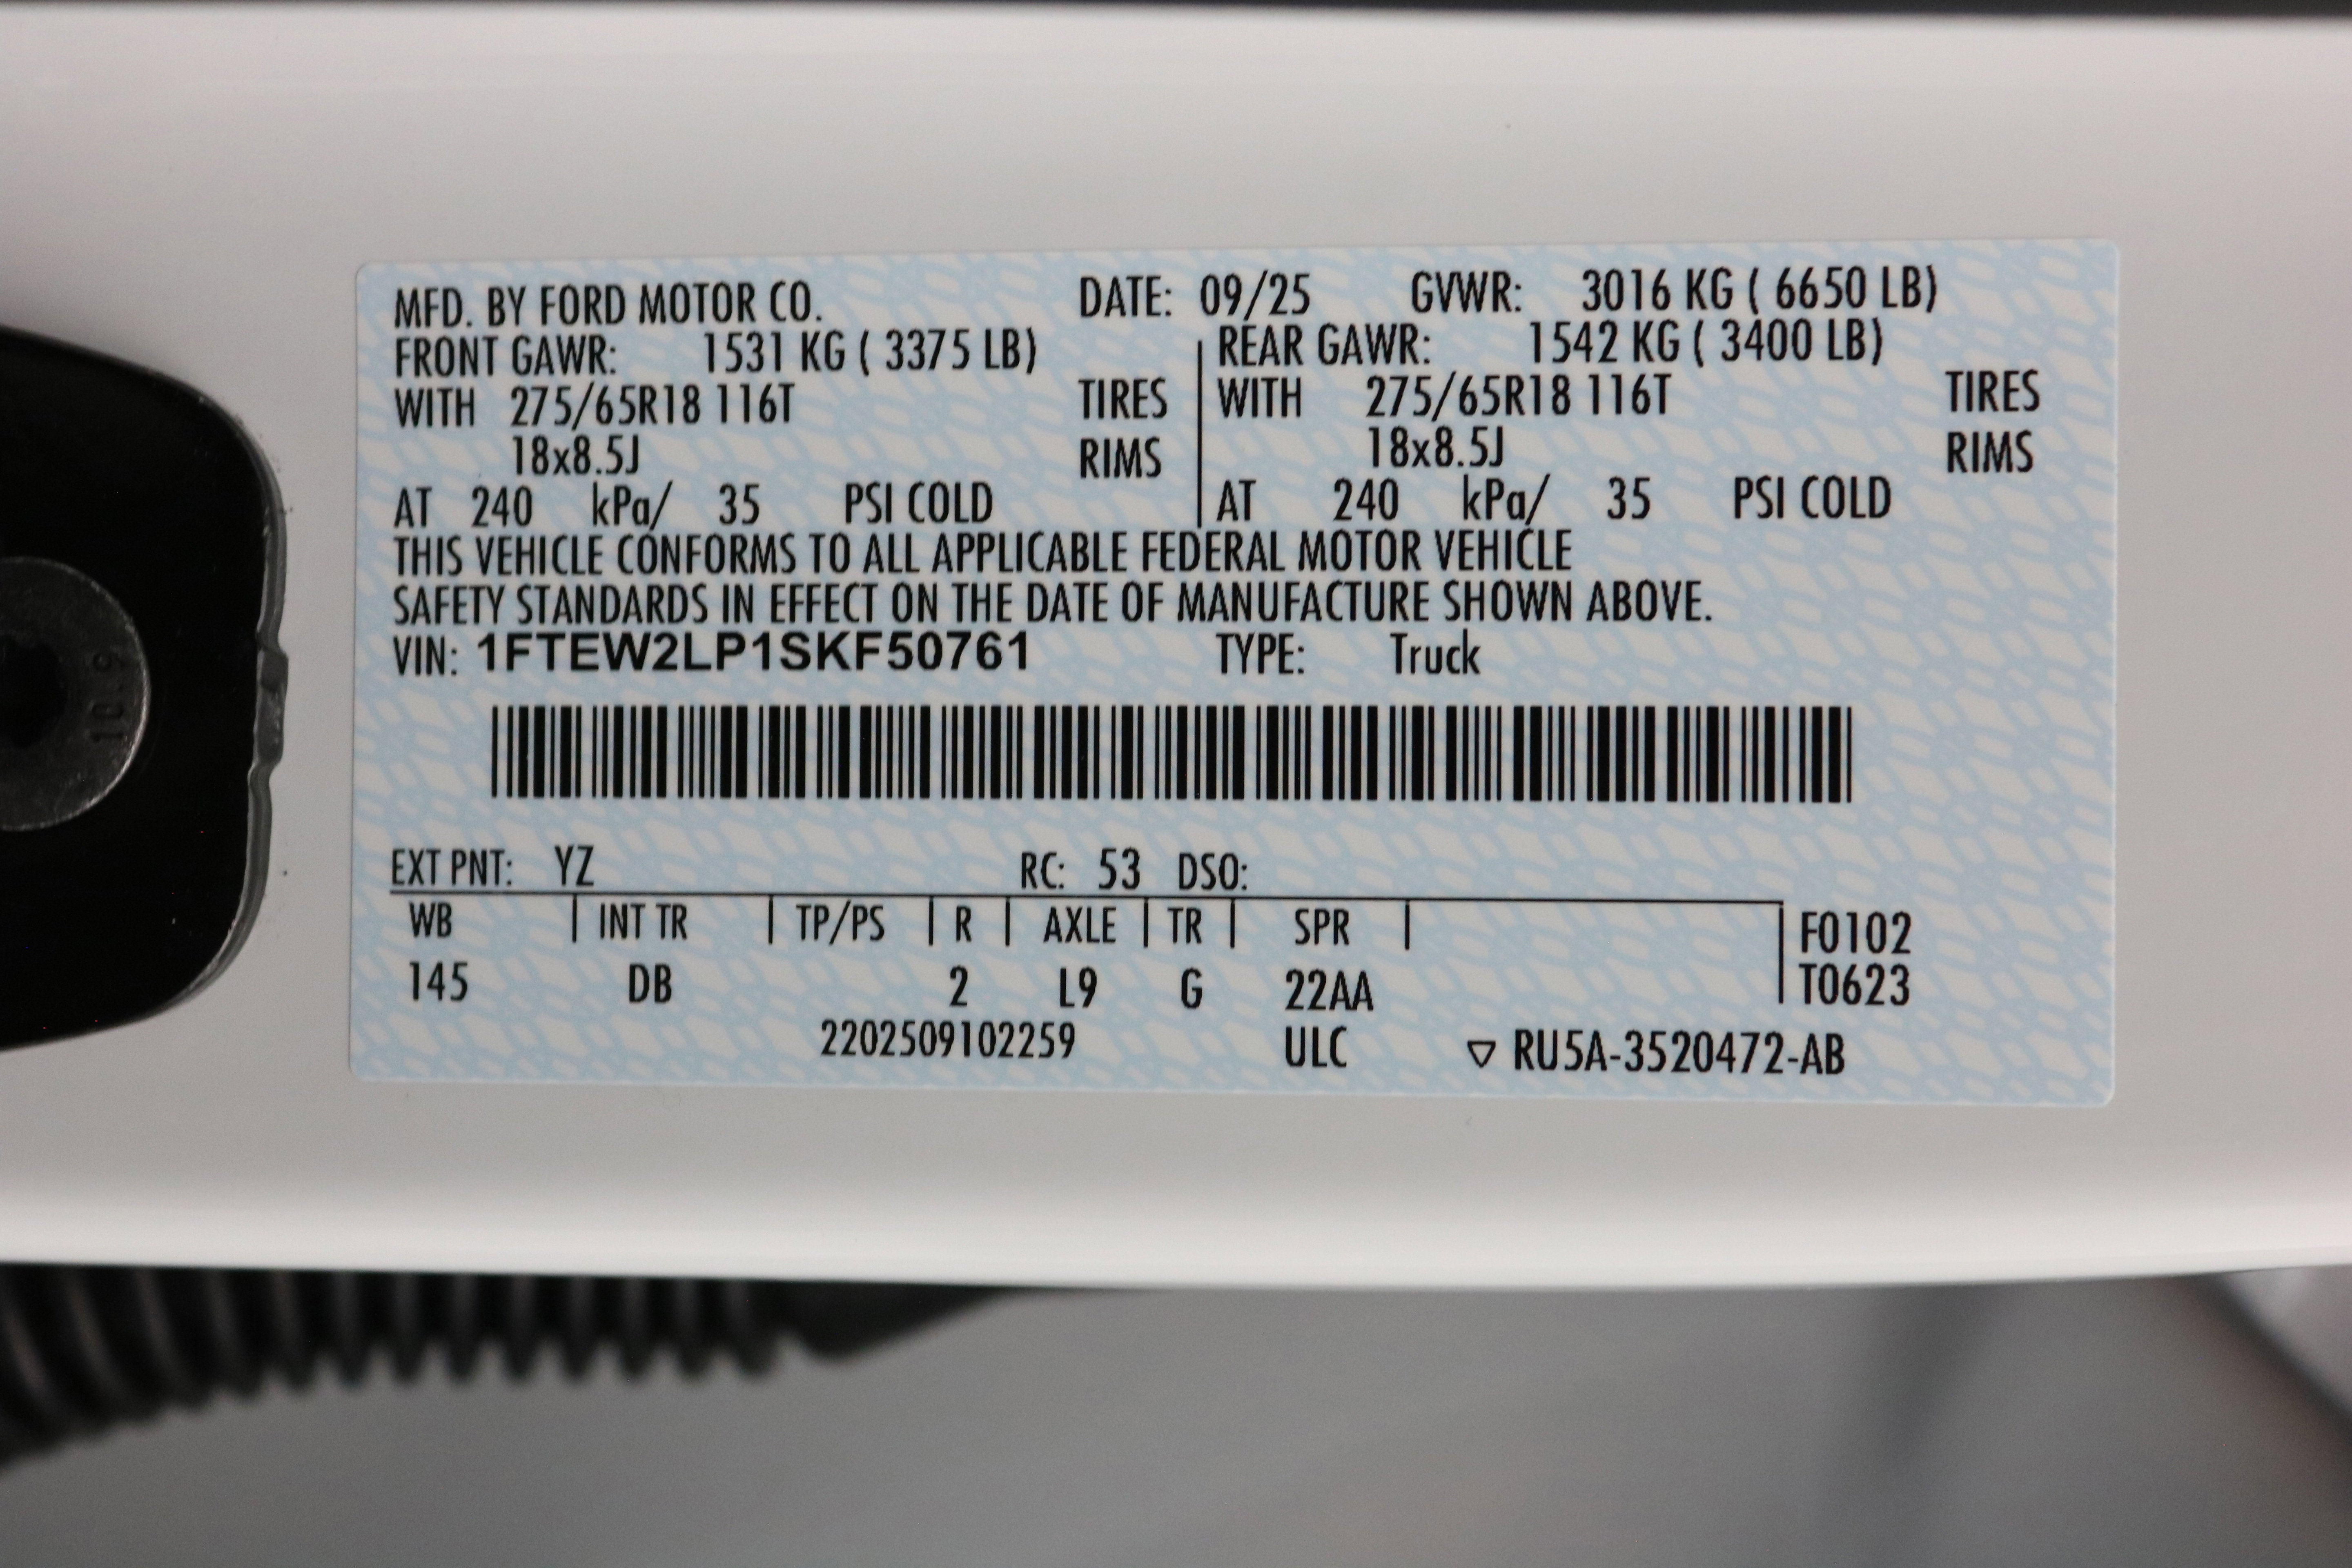 MFD. BY FORD MOTOR CO. DATE: 09/25 GVWR: 3016 KG ( 6650 LB)
FRONT GAWR: 1531 KG ( 3375 LB) REAR GAWR: 1542 KG ( 3400 LB)
WITH 275/65R18 116T TIRES WITH 275/65R18 116T TIRES
18x8.5J RIMS 18x8.5J RIMS
AT 240 kPa/ 35 PSI COLD AT 240 kPa/ 35 PSI COLD
THIS VEHICLE CONFORMS TO ALL APPLICABLE FEDERAL MOTOR VEHICLE
SAFETY STANDARDS IN EFFECT ON THE DATE OF MANUFACTURE SHOWN ABOVE.
VIN: 1FTEW2LP1SKF50761 TYPE: Truck
EXT PNT: YZ RC: 53 DSO:
WB INT TR TP/PS R AXLE TR SPR F0102
145 DB 2 L9 G 22AA T0623
2202509102259 ULC ▽ RU5A-3520472-AB
10.9